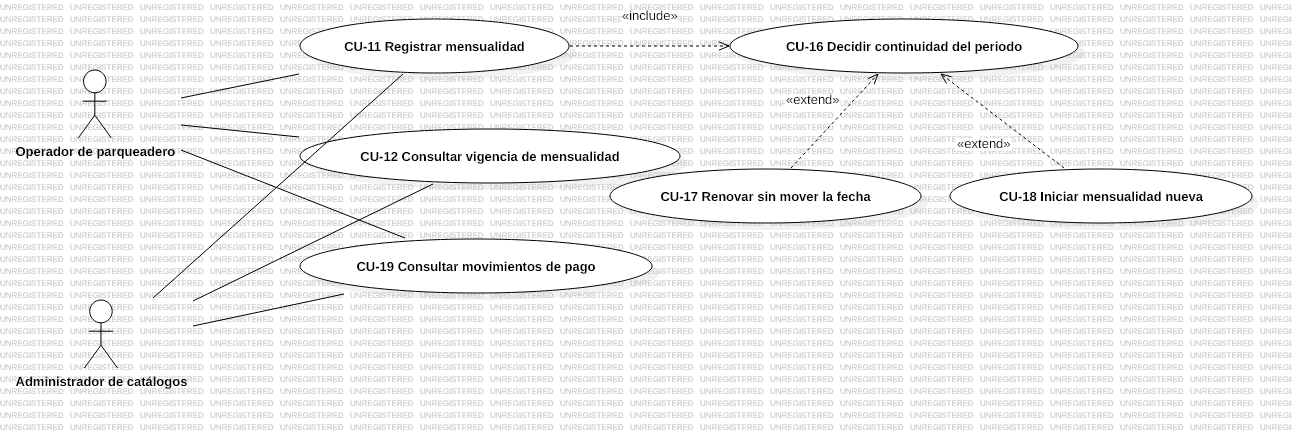 «include»
CU-11 Registrar mensualidad
CU-16 Decidir continuidad del periodo
«extend»
Operador de parqueadero
«extend»
CU-12 Consultar vigencia de mensualidad
CU-17 Renovar sin mover la fecha
CU-18 Iniciar mensualidad nueva
CU-19 Consultar movimientos de pago
Administrador de catálogos
UNREGISTERED